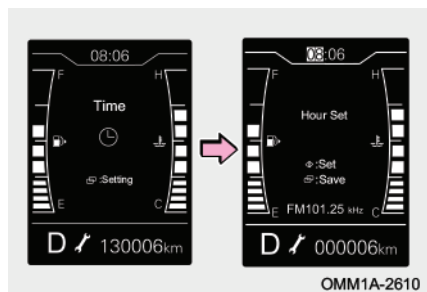 08:06
F
H
Time
:Setting
E
C
D 130006km
08:06
F
H
Hour Set
:Set
:Save
FM101.25 kHz
E
C
D 000006km
OMM1A-2610